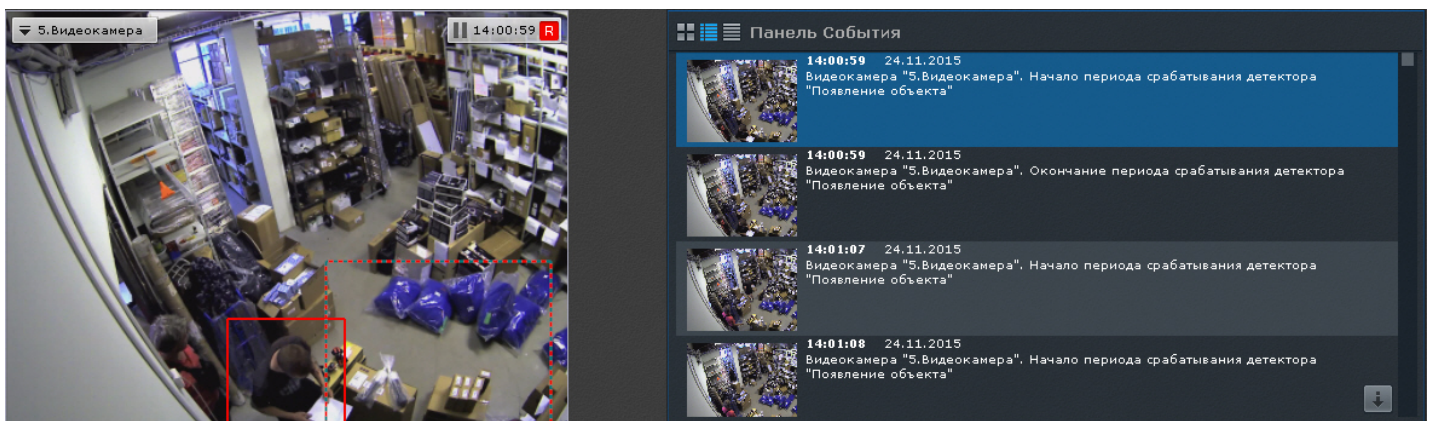 5.Видеокамера
14:00:59 R
Панель События
14:00:59 24.11.2015
Видеокамера "5.Видеокамера". Начало периода срабатывания детектора
"Появление объекта"
14:00:59 24.11.2015
Видеокамера "5.Видеокамера". Окончание периода срабатывания детектора
"Появление объекта"
14:01:07 24.11.2015
Видеокамера "5.Видеокамера". Начало периода срабатывания детектора
"Появление объекта"
14:01:08 24.11.2015
Видеокамера "5.Видеокамера". Начало периода срабатывания детектора
"Появление объекта"